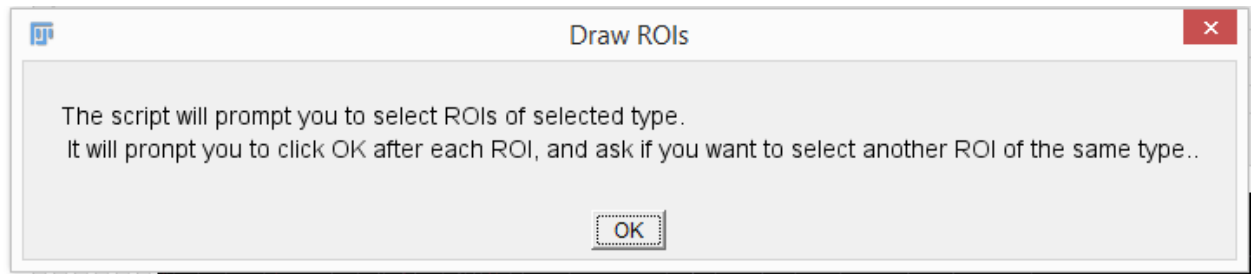 Draw ROIs
The script will prompt you to select ROIs of selected type.
It will pronpt you to click OK after each ROI, and ask if you want to select another ROI of the same type..
OK